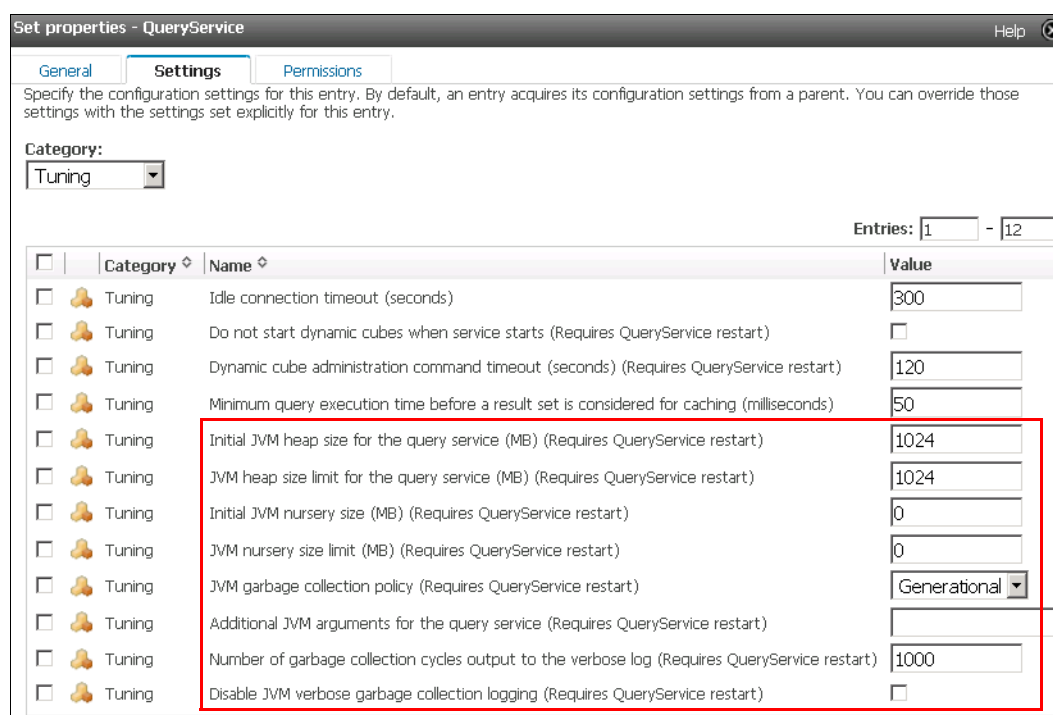 Set properties - QueryService Help
General Settings Permissions
Specify the configuration settings for this entry. By default, an entry acquires its configuration settings from a parent. You can override those
settings with the settings set explicitly for this entry.
Category:
Tuning
Entries: 1 - 12
Category Name Value
Tuning Idle connection timeout (seconds) 300
Tuning Do not start dynamic cubes when service starts (Requires QueryService restart)
Tuning Dynamic cube administration command timeout (seconds) (Requires QueryService restart) 120
Tuning Minimum query execution time before a result set is considered for caching (milliseconds) 50
Tuning Initial JVM heap size for the query service (MB) (Requires QueryService restart) 1024
Tuning JVM heap size limit for the query service (MB) (Requires QueryService restart) 1024
Tuning Initial JVM nursery size (MB) (Requires QueryService restart) 0
Tuning JVM nursery size limit (MB) (Requires QueryService restart) 0
Tuning JVM garbage collection policy (Requires QueryService restart) Generational
Tuning Additional JVM arguments for the query service (Requires QueryService restart)
Tuning Number of garbage collection cycles output to the verbose log (Requires QueryService restart) 1000
Tuning Disable JVM verbose garbage collection logging (Requires QueryService restart)